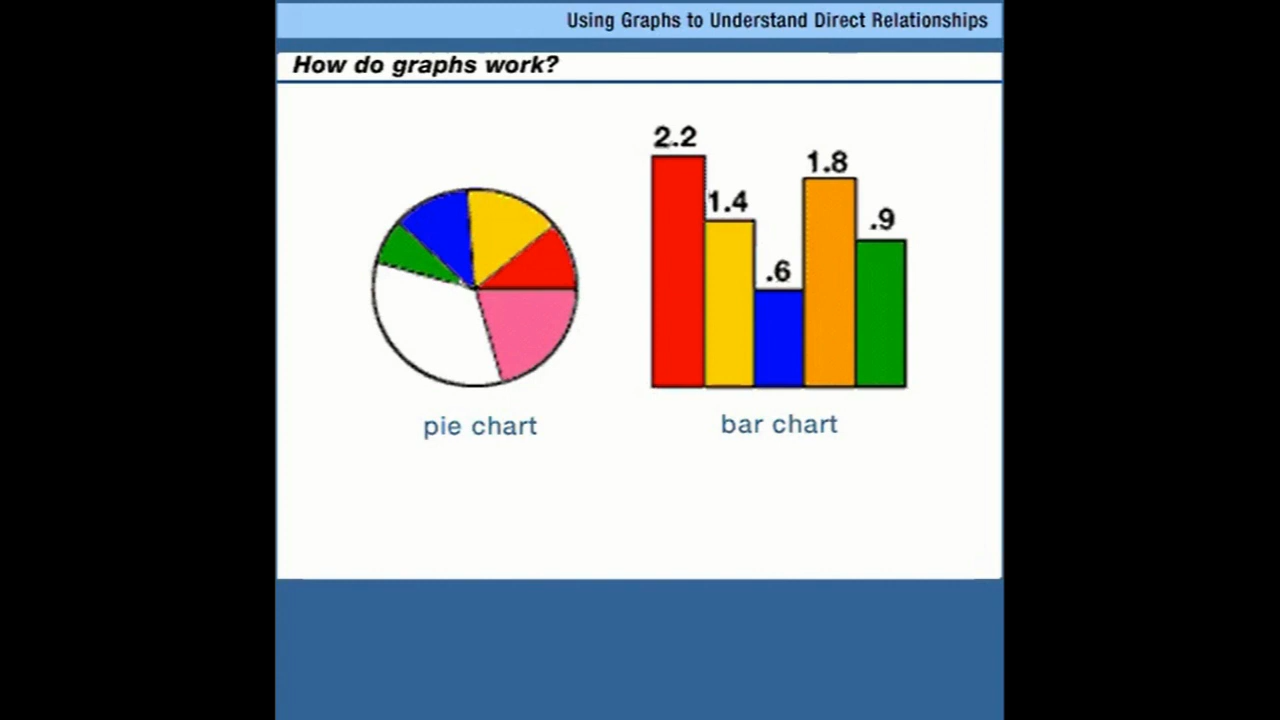 Using Graphs to Understand Direct Relationships
How do graphs work?
2.2
1.4
.6
1.8
.9
pie chart
bar chart